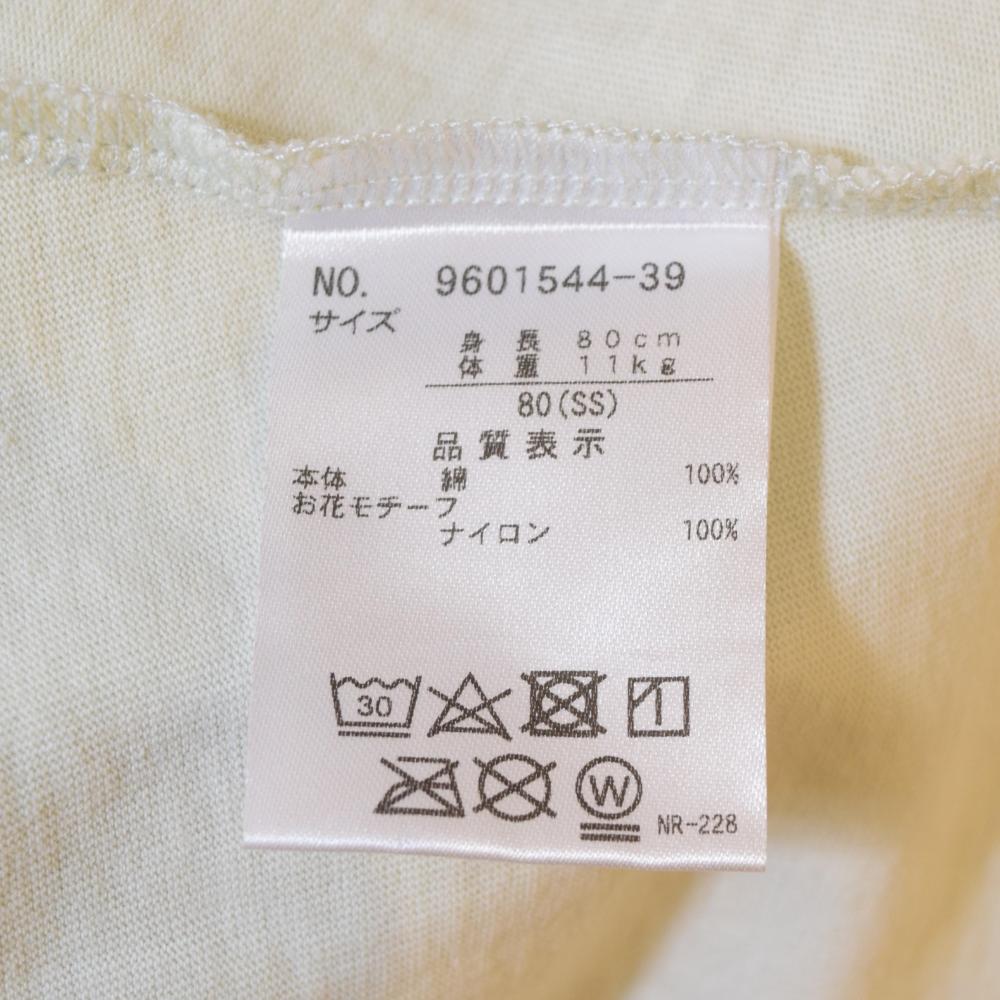 NO. 9601544-39
サイズ
身長 80cm
体重 11kg
80(SS)
品質表示
本体 綿 100%
お花モチーフ
ナイロン 100%
30
W
NR-228